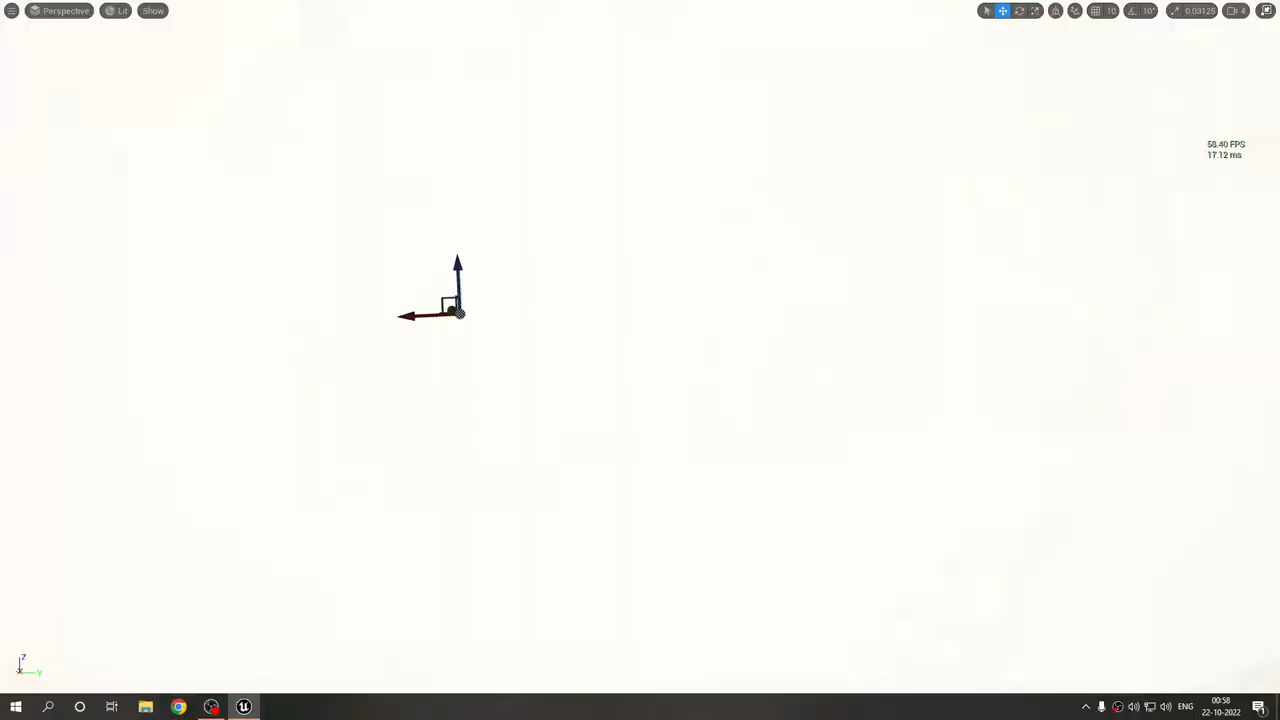 Perspective
Lit
Show
10
10°
0.03125
4
58.40 FPS
17.12 ms
Z
X
Y
ENG
00:58
22-10-2022